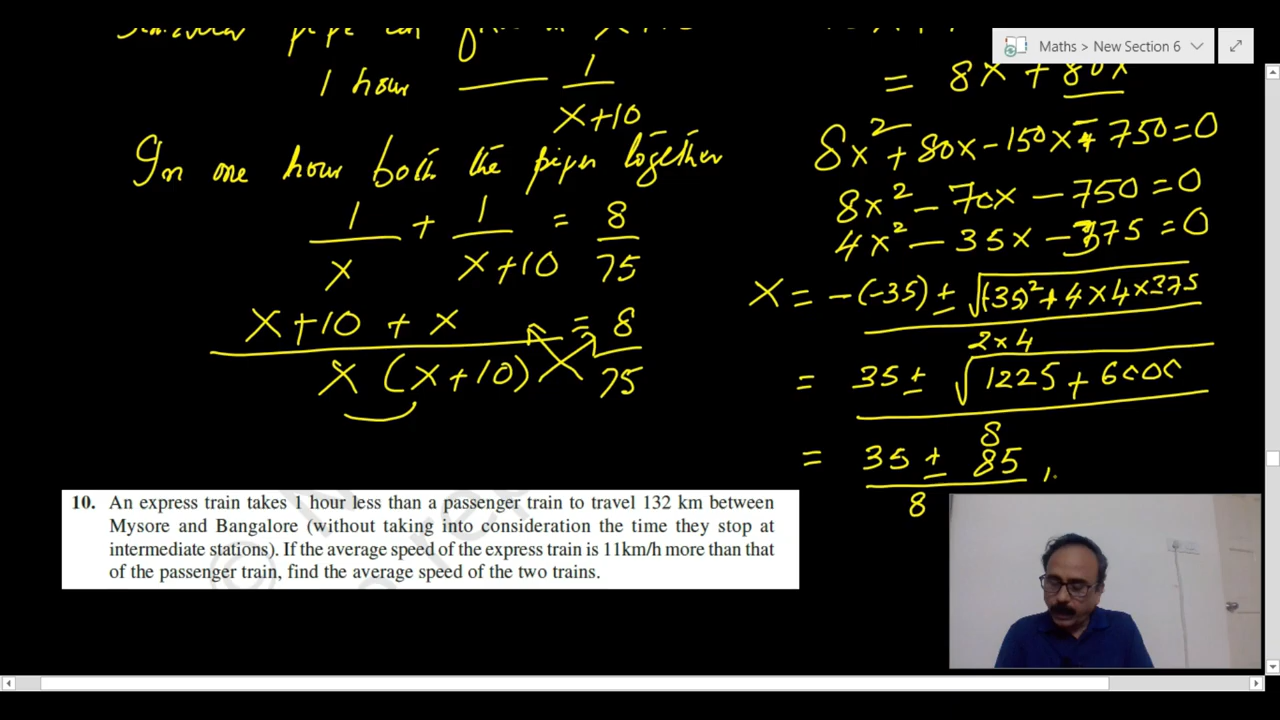 Maths > New Section 6
1 hour — 1/(x+10)
In one hour both the pipes together
1/x + 1/(x+10) = 8/75
(x+10 + x)/(x (x+10)) = 8/75
= 8x + 80x
8x² + 80x - 150x - 750 = 0
8x² - 70x - 750 = 0
4x² - 35x - 375 = 0
x = (-(-35) ± √((35)² + 4 × 4 × 375))/(2 × 4)
= (35 ± √(1225 + 6000))/8
= (35 ± 85)/8
10. An express train takes 1 hour less than a passenger train to travel 132 km between
Mysore and Bangalore (without taking into consideration the time they stop at
intermediate stations). If the average speed of the express train is 11km/h more than that
of the passenger train, find the average speed of the two trains.